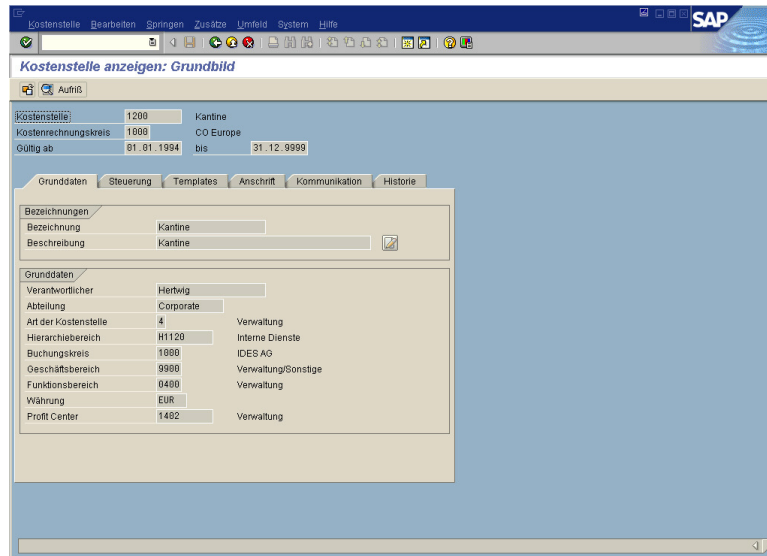 Kostenstelle Bearbeiten Springen Zusätze Umfeld System Hilfe
SAP
Kostenstelle anzeigen: Grundbild
Aufriß
Kostenstelle 1200 Kantine
Kostenrechnungskreis 1000 CO Europe
Gültig ab 01.01.1994 bis 31.12.9999
Grunddaten Steuerung Templates Anschrift Kommunikation Historie
Bezeichnungen
Bezeichnung Kantine
Beschreibung Kantine
Grunddaten
Verantwortlicher Hertwig
Abteilung Corporate
Art der Kostenstelle 4 Verwaltung
Hierarchiebereich H1120 Interne Dienste
Buchungskreis 1000 IDES AG
Geschäftsbereich 9900 Verwaltung/Sonstige
Funktionsbereich 0400 Verwaltung
Währung EUR
Profit Center 1402 Verwaltung